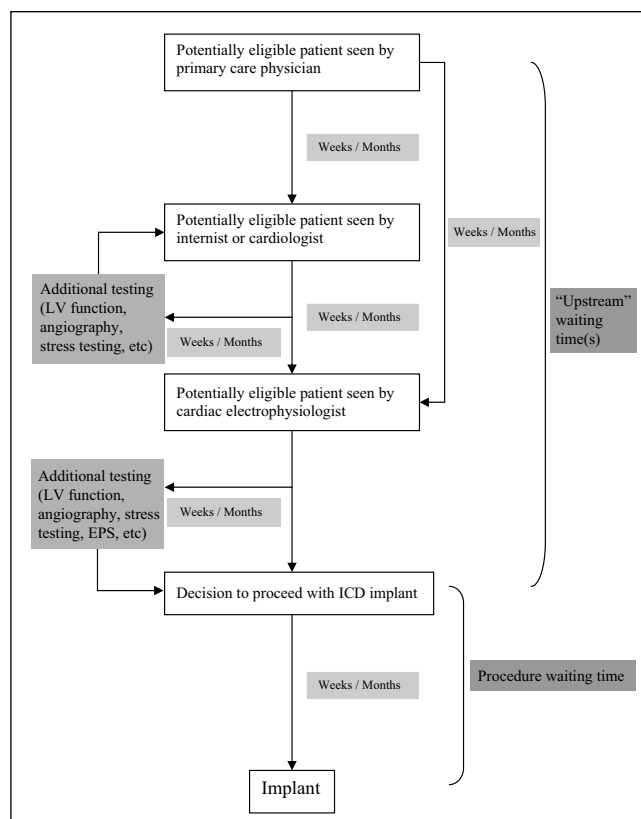 Potentially eligible patient seen by
primary care physician
Weeks / Months
Potentially eligible patient seen by
internist or cardiologist
Weeks / Months
Additional testing
(LV function,
angiography,
stress testing, etc)
Weeks / Months
Weeks / Months
“Upstream”
waiting
time(s)
Potentially eligible patient seen by
cardiac electrophysiologist
Additional testing
(LV function,
angiography, stress
testing, EPS, etc)
Weeks / Months
Decision to proceed with ICD implant
Weeks / Months
Procedure waiting time
Implant